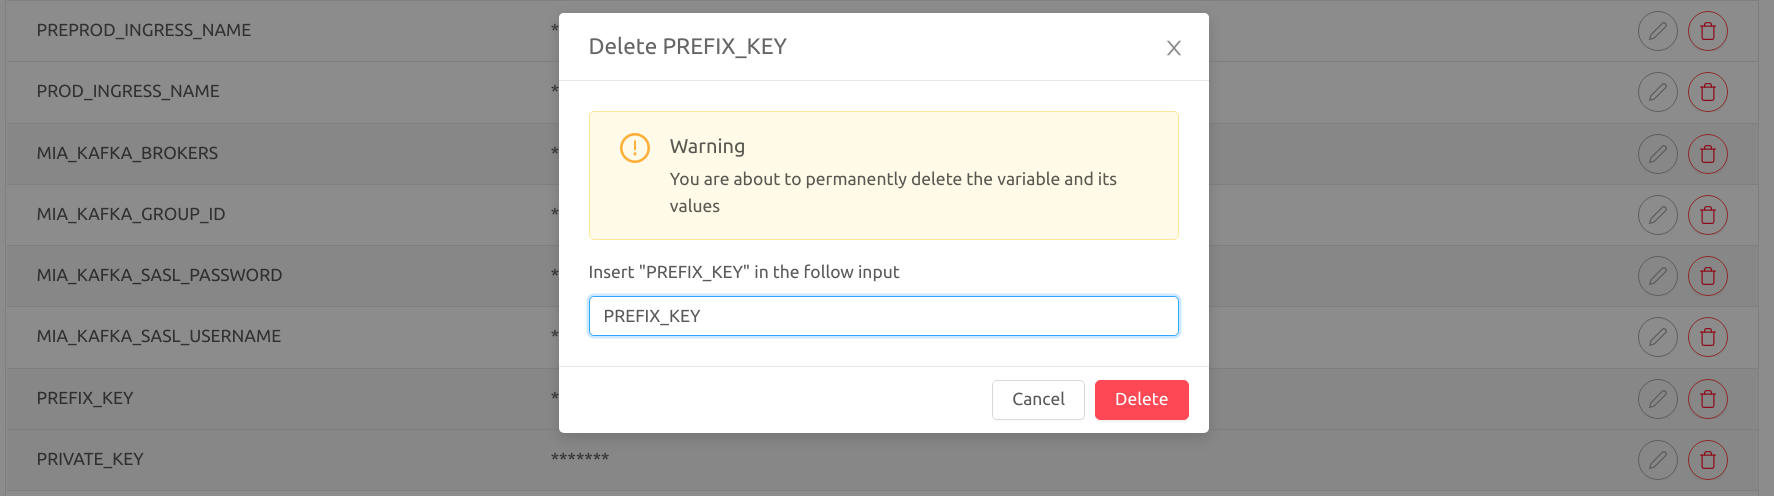 PREPROD_INGRESS_NAME *
Delete PREFIX_KEY
PROD_INGRESS_NAME *
Warning
MIA_KAFKA_BROKERS *
You are about to permanently delete the variable and its
values
MIA_KAFKA_GROUP_ID *
MIA_KAFKA_SASL_PASSWORD *
Insert "PREFIX_KEY" in the follow input
PREFIX_KEY
MIA_KAFKA_SASL_USERNAME *
PREFIX_KEY *
Cancel Delete
PRIVATE_KEY *******